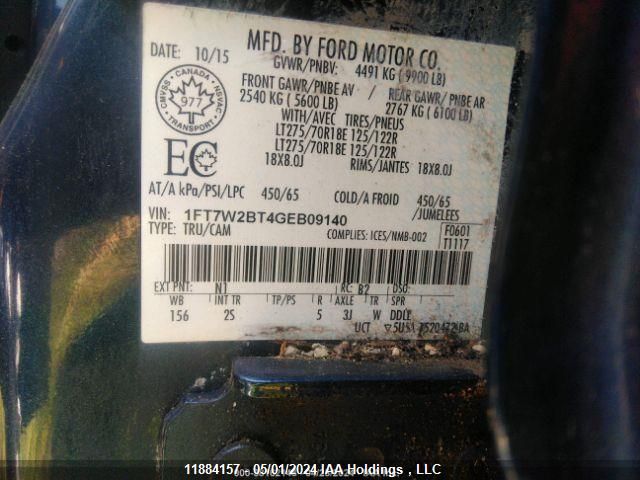 MFD. BY FORD MOTOR CO.
DATE: 10/15
GVWR/PNBV: 4491 KG ( 9900 LB)
FRONT GAWR/PNBE AV / REAR GAWR/ PNBE AR
2540 KG ( 5600 LB) 2767 KG ( 6100 LB)
WITH/AVEC TIRES/PNEUS
LT275/70R18E 125/122R
LT275/70R18E 125/122R
18X8.0J RIMS/JANTES 18X8.0J
CMVSS CANADA NSVAC
977
TRANSPORT
EC
AT/A kPa/PSI/LPC 450/65 COLD/A FROID 450/65
/JUMELEES
VIN: 1FT7W2BT4GEB09140
TYPE: TRU/CAM COMPLIES: ICES/NMB-002
F0601
T1117
EXT PNT: N1 RC: B2 DSO:
WB INT TR TP/PS R AXLE TR SPR
156 2S 5 3J W DDLE
UCT
11884157 - 05/01/2024 IAA Holdings , LLC